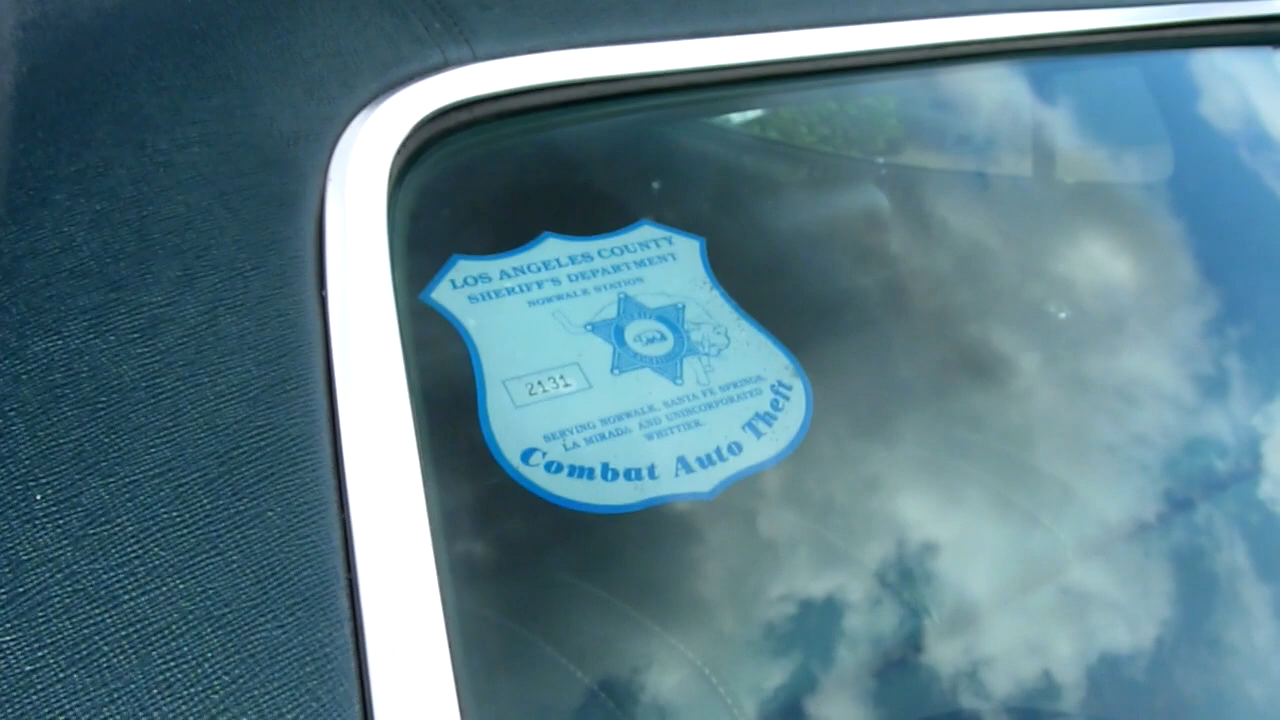 LOS ANGELES COUNTY
SHERIFF'S DEPARTMENT
NORWALK STATION
2131
SERVING NORWALK, SANTA FE SPRINGS,
LA MIRADA AND UNINCORPORATED
WHITTIER.
Combat Auto Theft